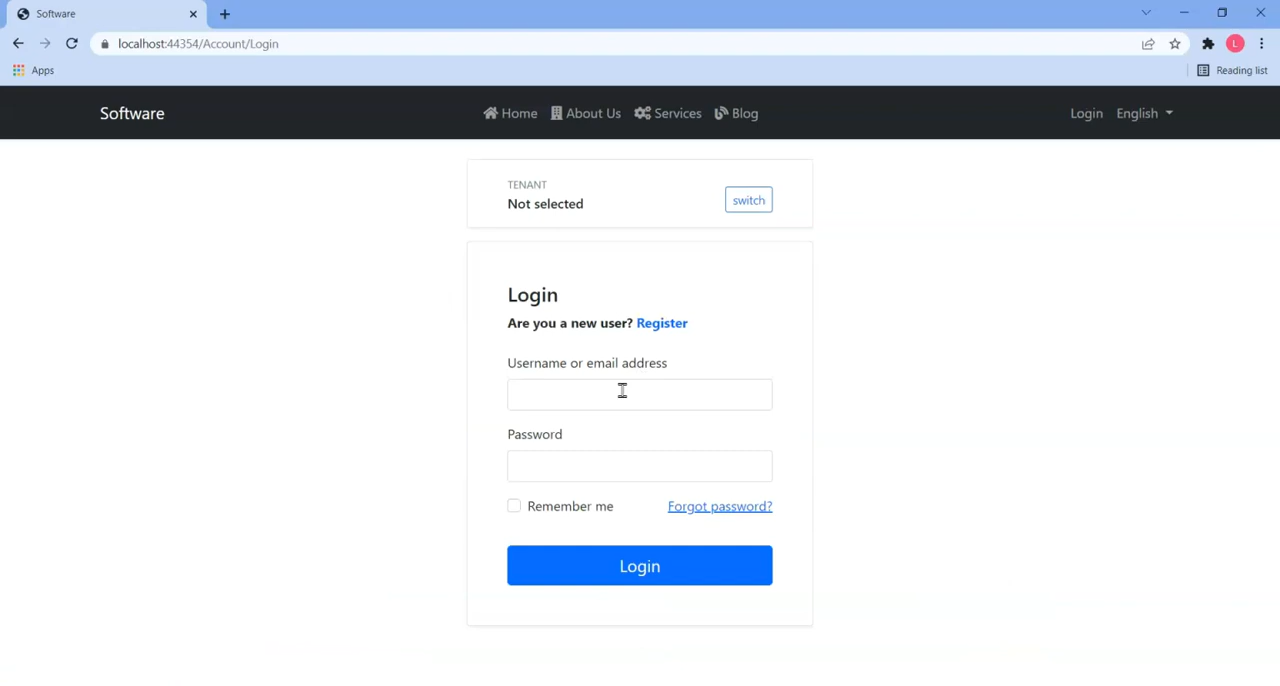 Software
localhost:44354/Account/Login
L
Apps
Reading list
Software
Home About Us Services Blog
Login English
TENANT
Not selected
switch
Login
Are you a new user? Register
Username or email address
Password
Remember me
Forgot password?
Login